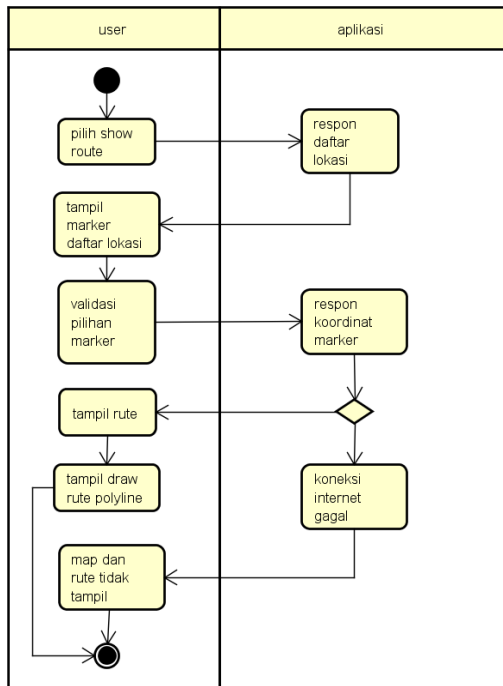 user
aplikasi
pilih show
route
respon
daftar
lokasi
tampil
marker
daftar lokasi
validasi
pilihan
marker
respon
koordinat
marker
tampil rute
tampil draw
rute polyline
koneksi
internet
gagal
map dan
rute tidak
tampil